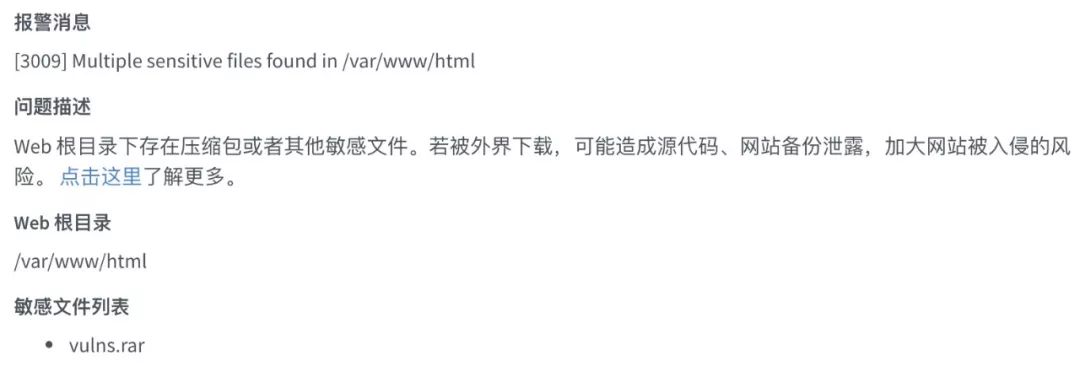 报警消息
[3009] Multiple sensitive files found in /var/www/html
问题描述
Web 根目录下存在压缩包或者其他敏感文件。若被外界下载，可能造成源代码、网站备份泄露，加大网站被入侵的风
险。 点击这里了解更多。
Web 根目录
/var/www/html
敏感文件列表
• vulns.rar